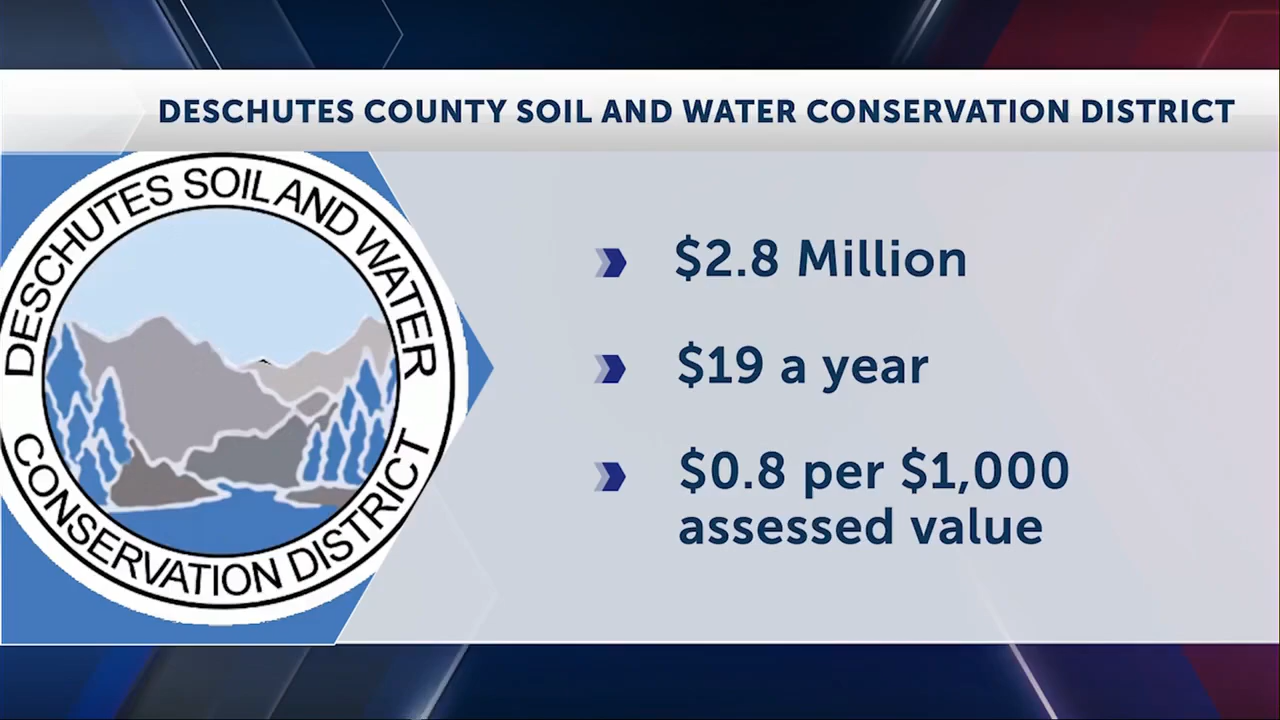 DESCHUTES COUNTY SOIL AND WATER CONSERVATION DISTRICT
DESCHUTES SOIL AND WATER
CONSERVATION DISTRICT
$2.8 Million
$19 a year
$0.8 per $1,000
assessed value